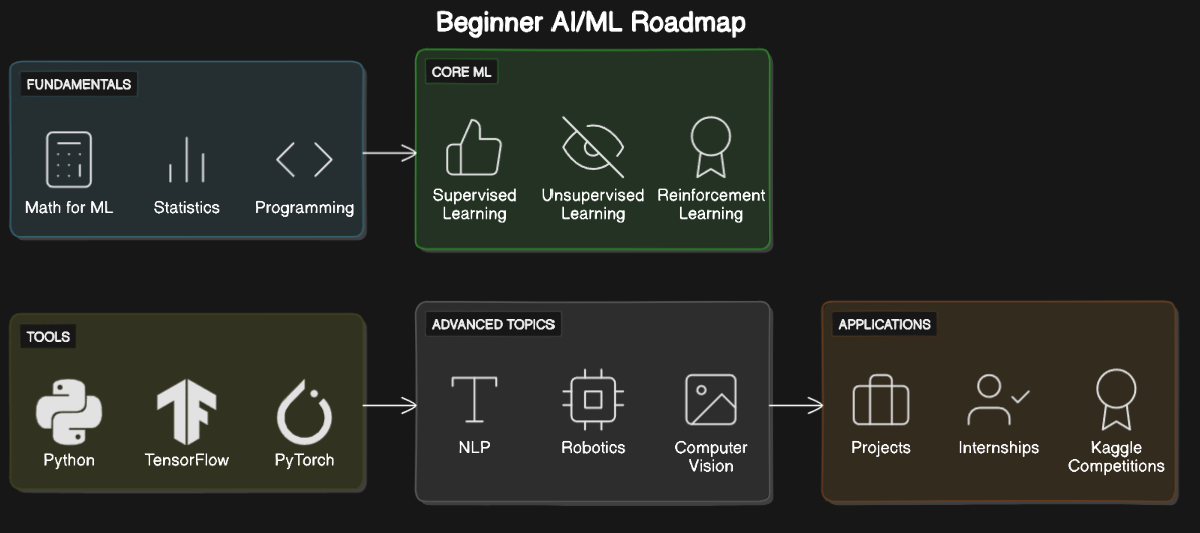 Beginner AI/ML Roadmap
FUNDAMENTALS
Math for ML
Statistics
Programming
CORE ML
Supervised
Learning
Unsupervised
Learning
Reinforcement
Learning
TOOLS
Python
TensorFlow
PyTorch
ADVANCED TOPICS
NLP
Robotics
Computer
Vision
APPLICATIONS
Projects
Internships
Kaggle
Competitions